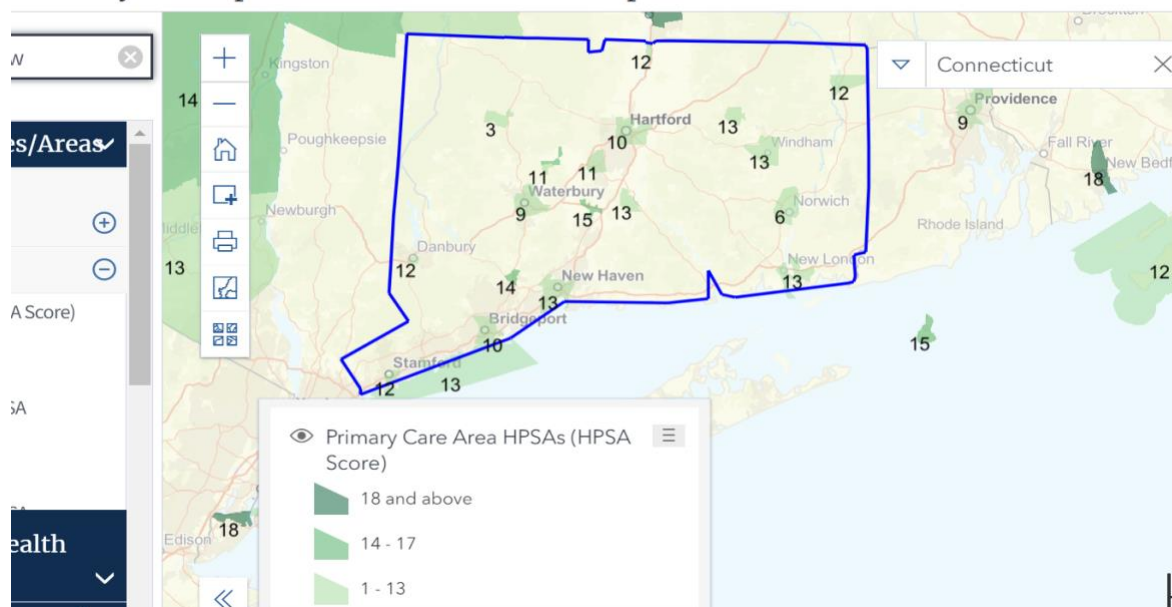 w
Connecticut
Kingston
14
12
12
Providence
es/Areas
Poughkeepsie
3
Hartford
10
13
9
Windham
13
Fall River
New Bedf
18
11
11
Waterbury
9
15
13
6
Norwich
Newburgh
iddle
Rhode Island
Danbury
12
13
New London
13
12
A Score)
14
New Haven
13
Bridgeport
10
15
Stamford
12
13
SA
Primary Care Area HPSAs (HPSA
Score)
18 and above
18
Edison
14 - 17
ealth
1 - 13